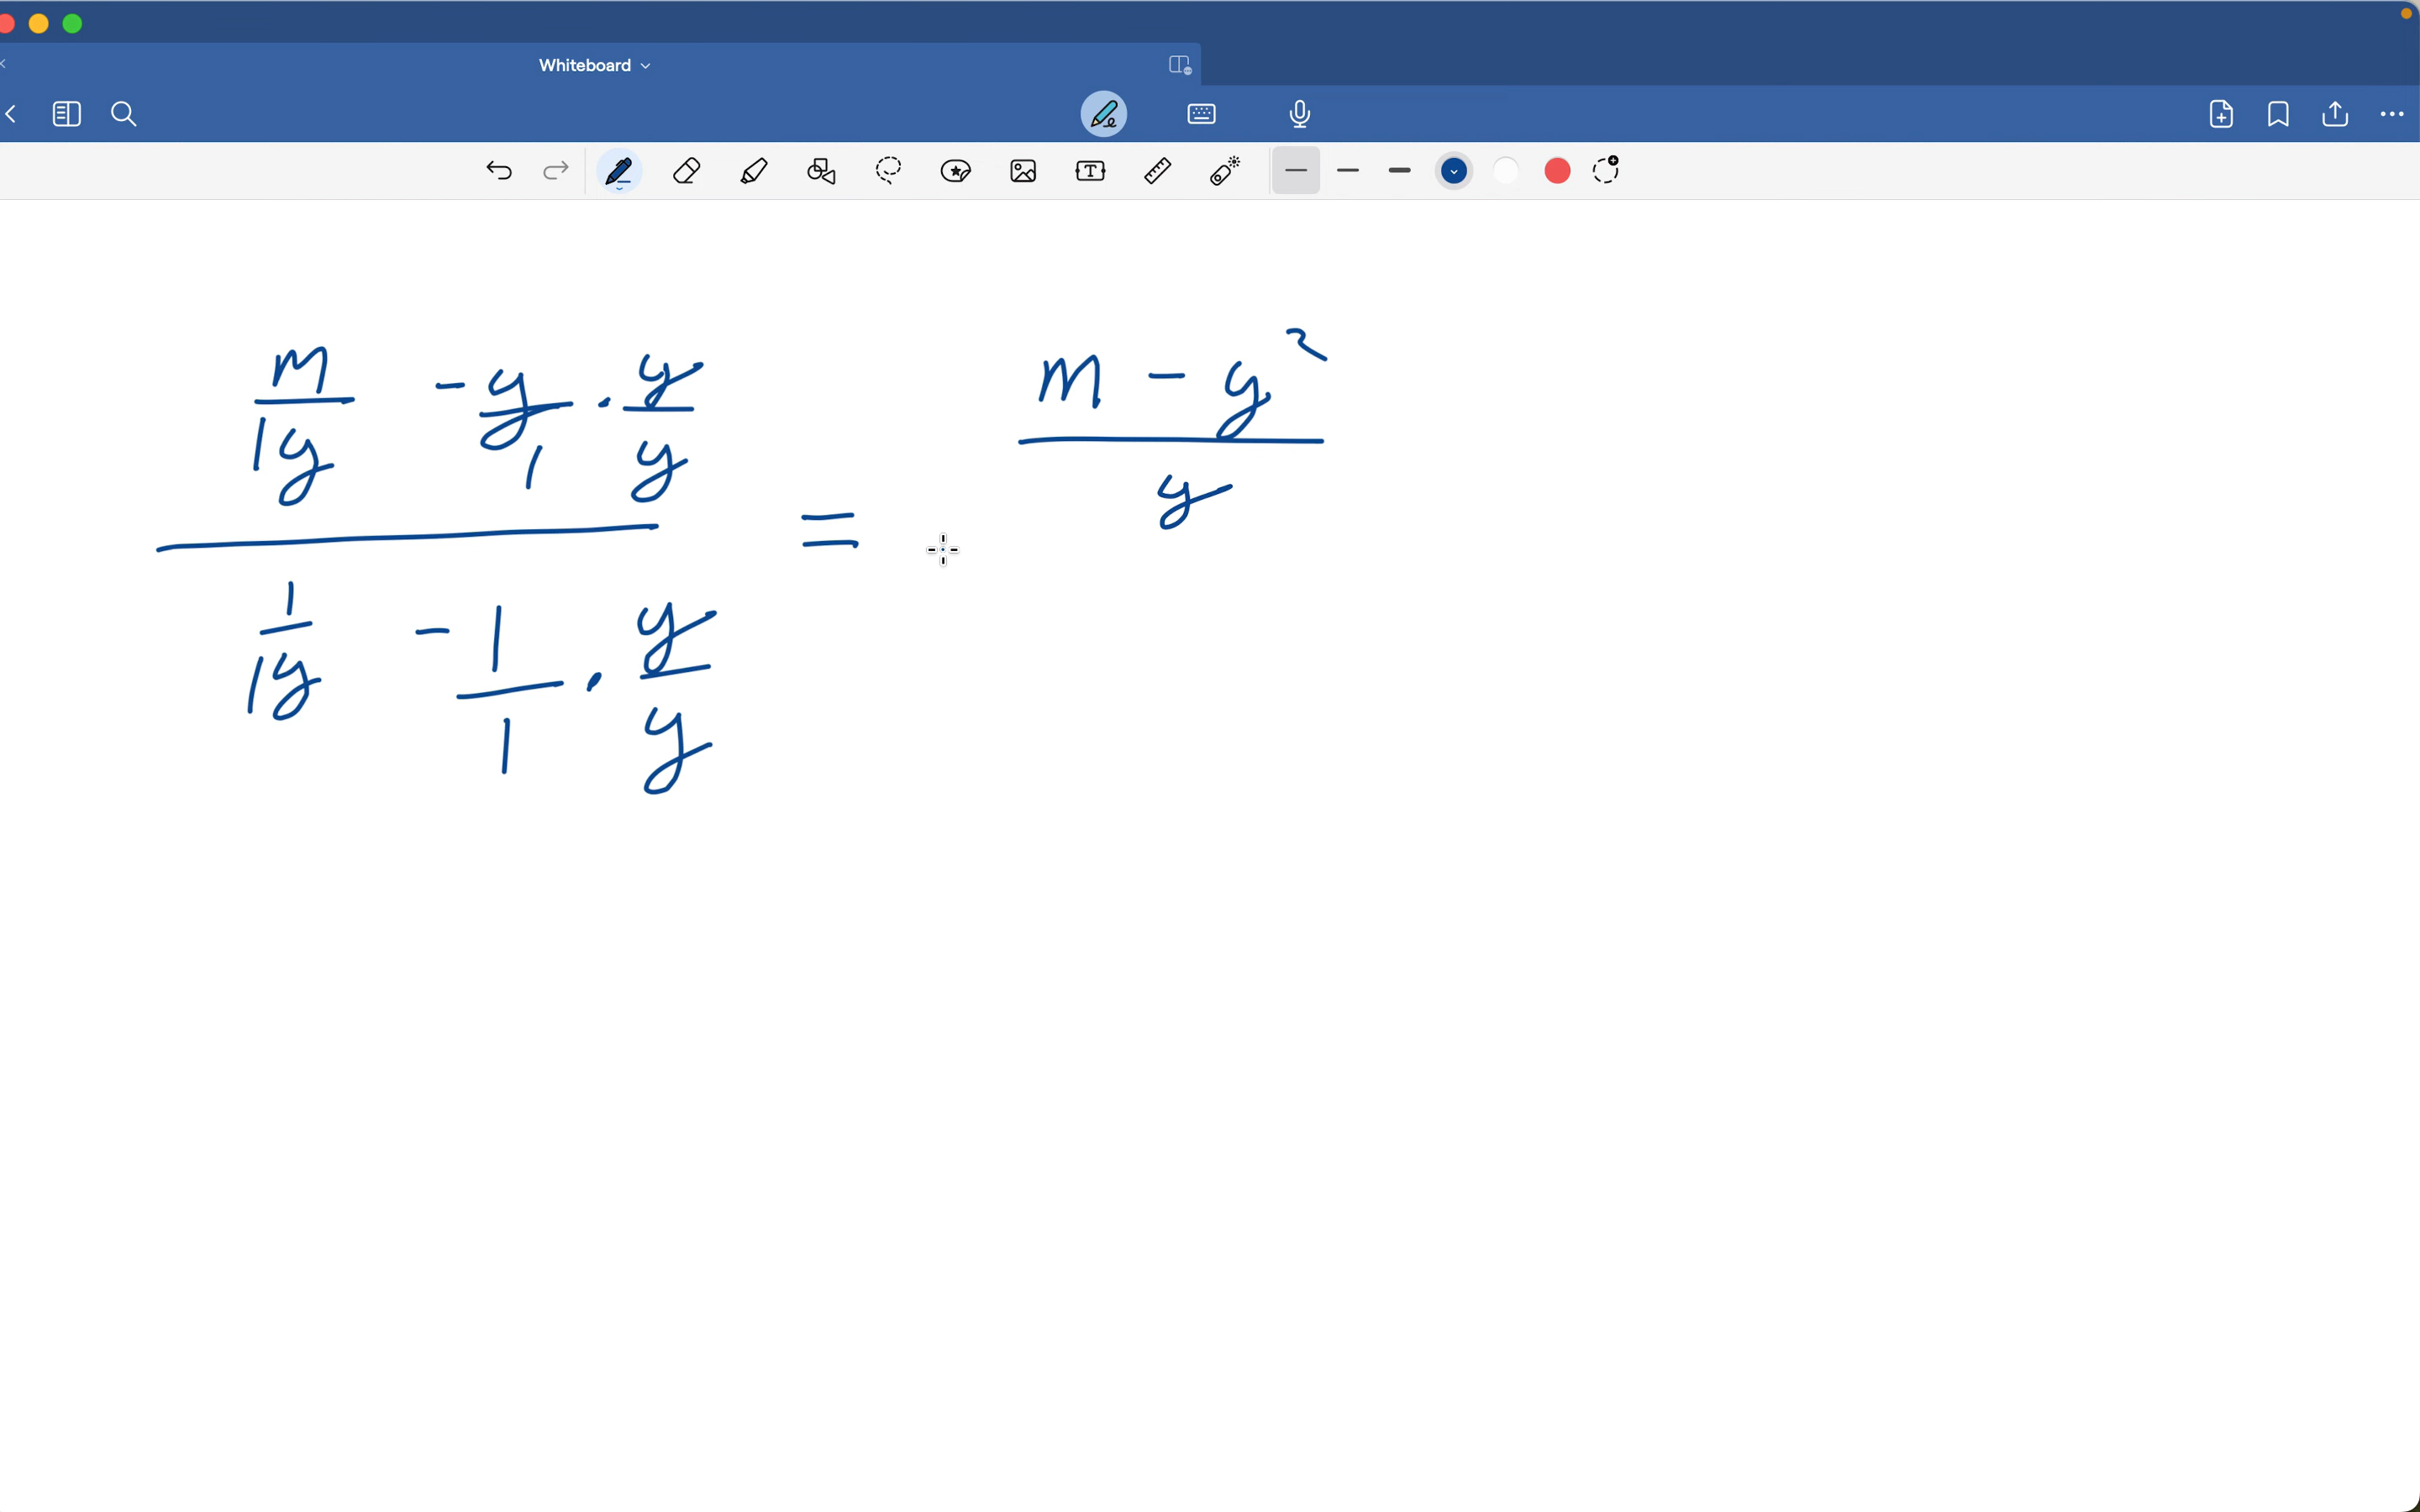 Whiteboard
m/1y - y/1 · y/y
= (m - y²)/y
1/1y - 1/1 · y/y